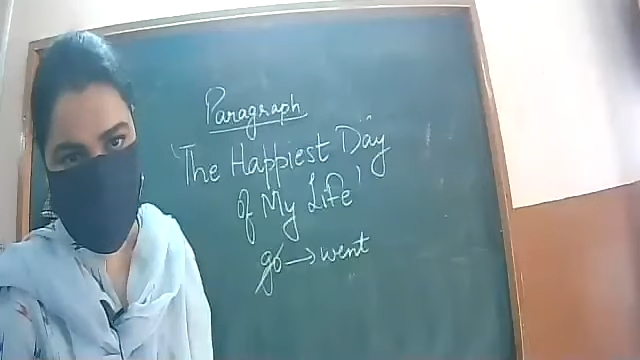 Paragraph
'The Happiest Day
of My Life'
go → went